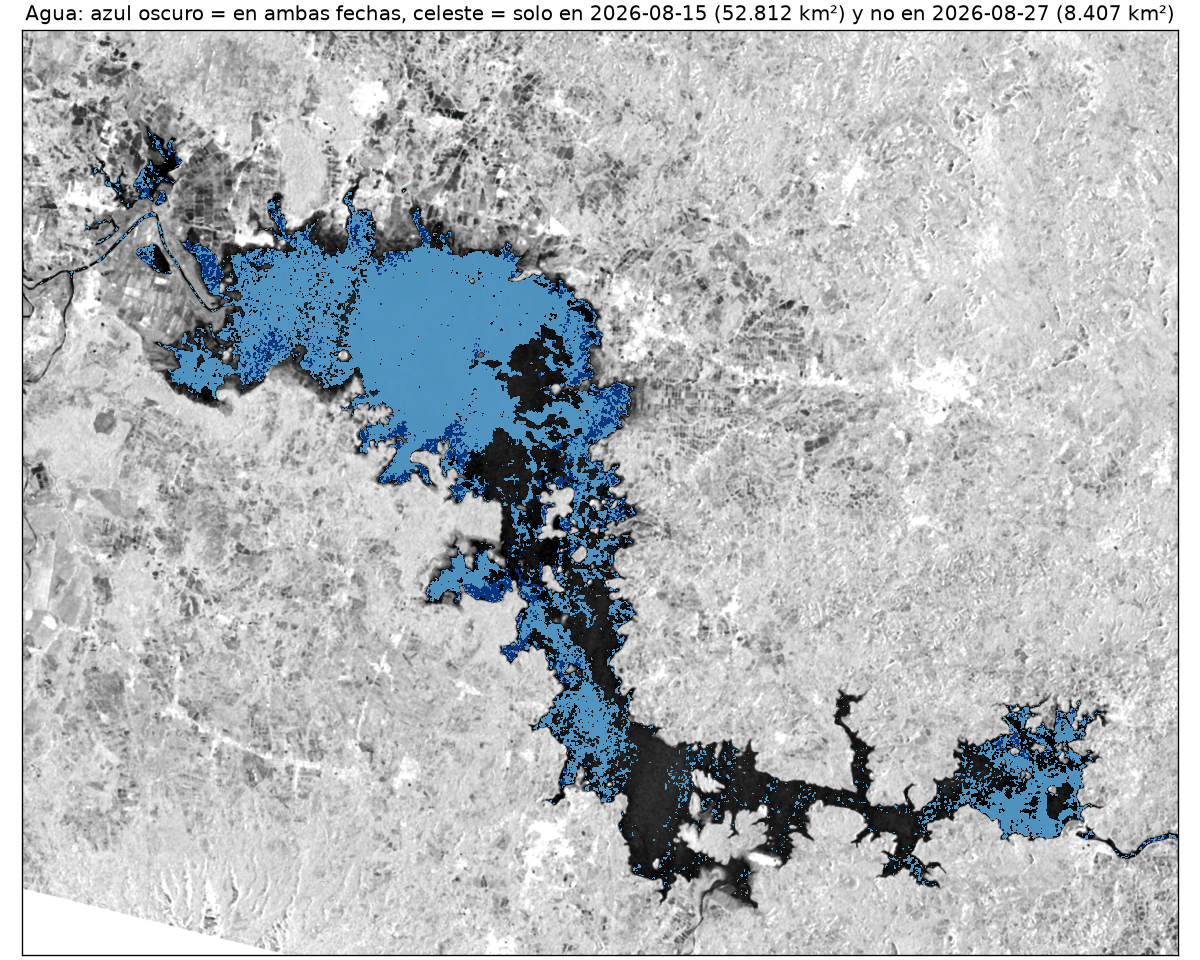 Agua: azul oscuro = en ambas fechas, celeste = solo en 2026-08-15 (52.812 km²) y no en 2026-08-27 (8.407 km²)